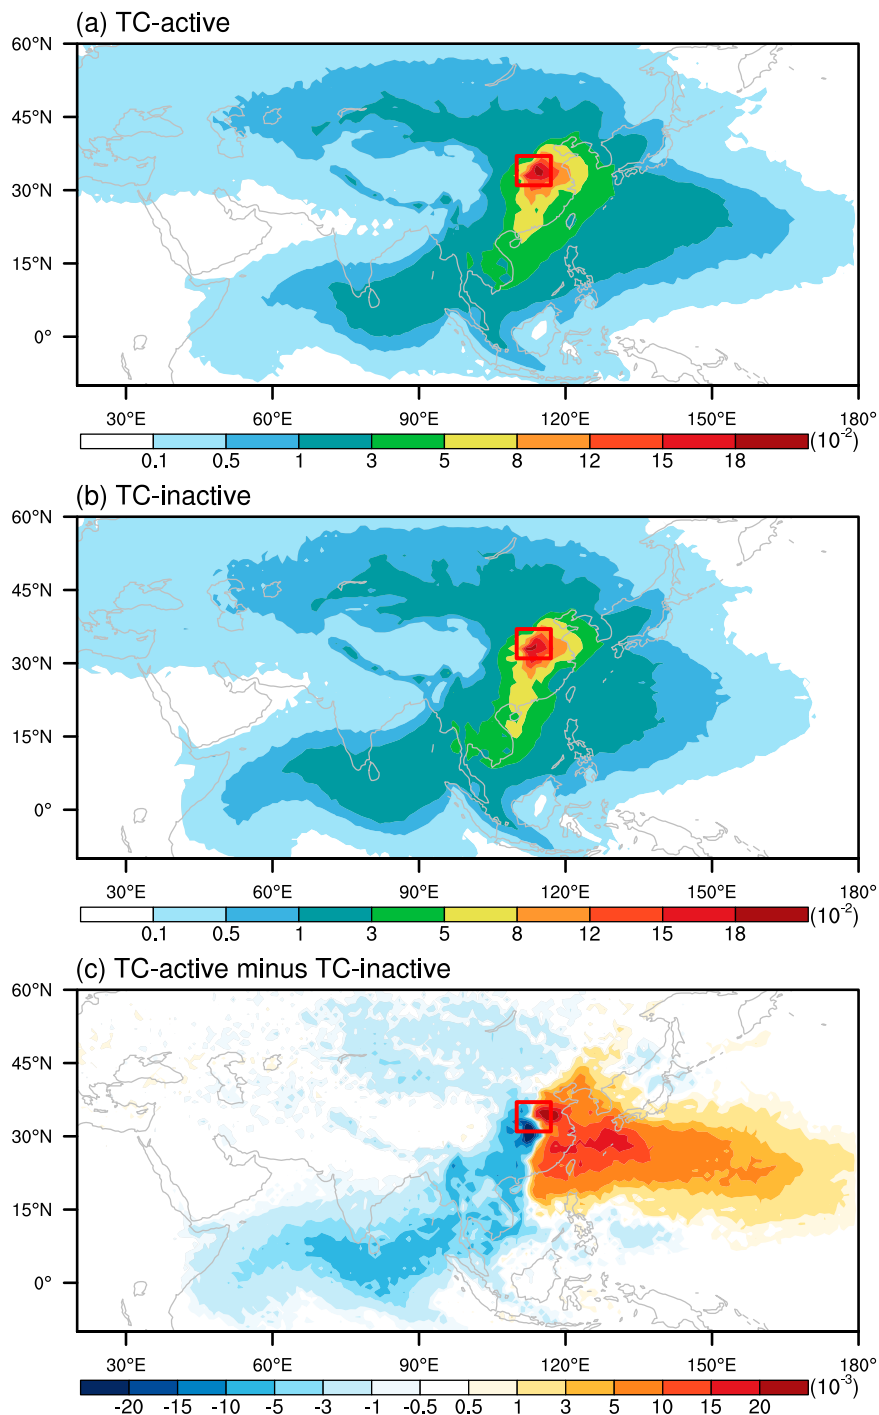 (a) TC-active
60°N
45°N
30°N
15°N
0°
30°E 60°E 90°E 120°E 150°E 180°
0.1 0.5 1 3 5 8 12 15 18 (10-2)
(b) TC-inactive
60°N
45°N
30°N
15°N
0°
30°E 60°E 90°E 120°E 150°E 180°
0.1 0.5 1 3 5 8 12 15 18 (10-2)
(c) TC-active minus TC-inactive
60°N
45°N
30°N
15°N
0°
30°E 60°E 90°E 120°E 150°E 180°
-20 -15 -10 -5 -3 -1 -0.5 0.5 1 3 5 10 15 20 (10-3)